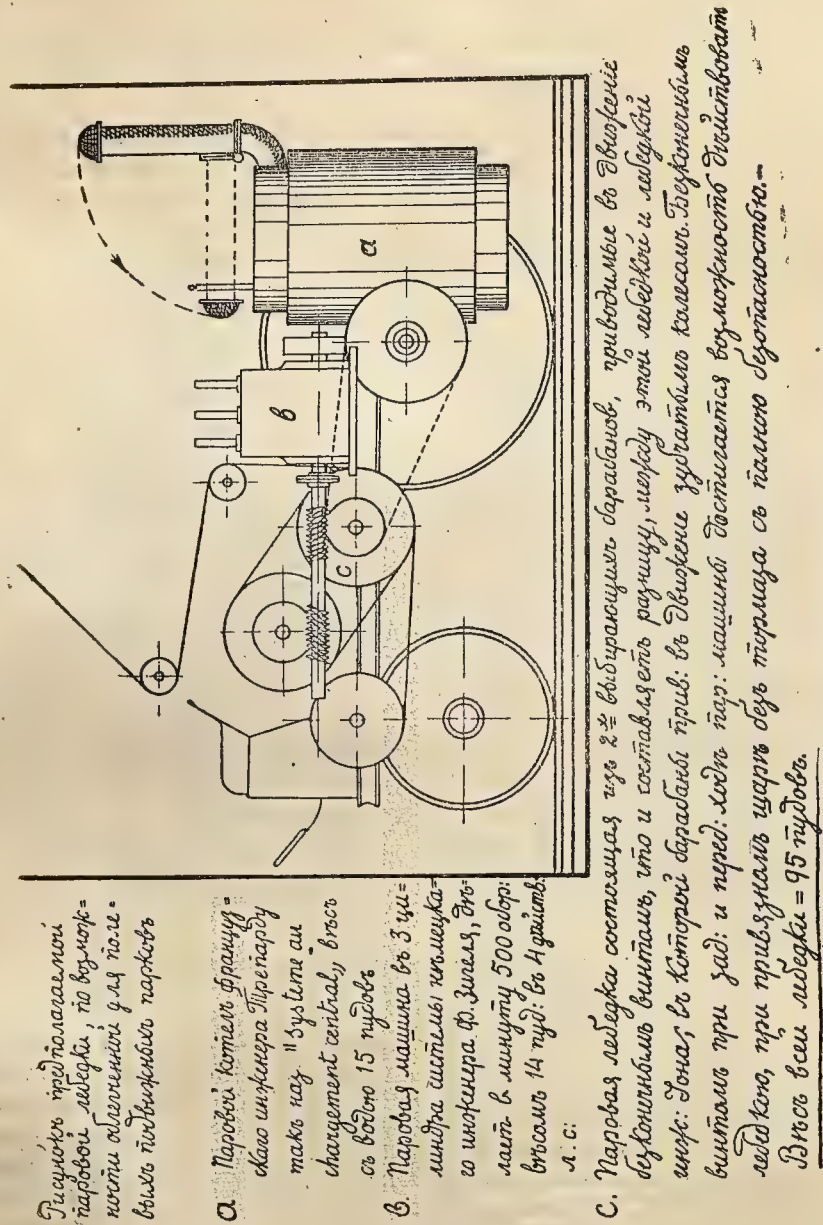 Рисунокъ предполагаемой
паровой лебедки, по возмож=
ности облегченной для поле=
выхъ подвижныхъ парковъ
a Паровой котелъ француз=
скаго инженера Трепарду
такъ наз. "Systeme au
chargement central„ вѣсъ
съ водою 15 пудовъ
в. Паровая машина въ 3 ци=
линдра системы нѣмецка=
го инженера Ф. Зигеля, дѣ=
лаетъ в. минуту 500 обор:
вѣсомъ 14 пуд: въ 4 дѣйств:
л: с:
С. Паровая лебедка состоящая изъ 2х выбирающихъ барабанов, приводимые въ движеніе
безконечнымъ винтомъ, что и составляетъ разницу, между этой лебедкой и лебедкой
инж: Іона, въ которой барабаны прив: въ движене зубчатымъ колесомъ. Безконечнымъ
винтомъ при зад: и перед: ходѣ пар: машины достигается возможность дѣйствовать
лебедкою, при привязномъ шарѣ безъ тормаза съ полною безопасностью.—
Вѣсъ всей лебедки = 95 пудовъ.
a
в
с